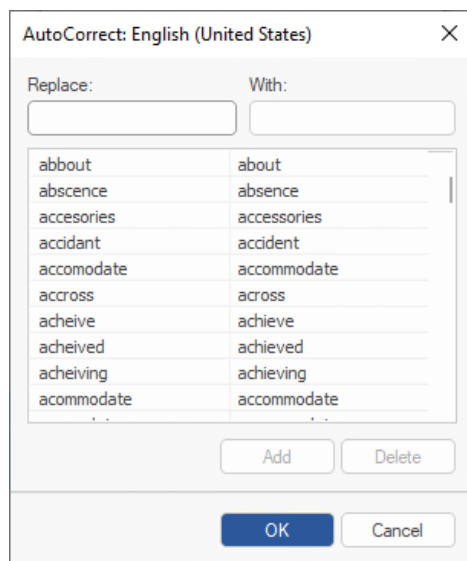 AutoCorrect: English (United States)
Replace: With:
abbout about
abscence absence
accesories accessories
accidant accident
accomodate accommodate
accross across
acheive achieve
acheived achieved
acheiving achieving
acommodate accommodate
Add Delete
OK Cancel